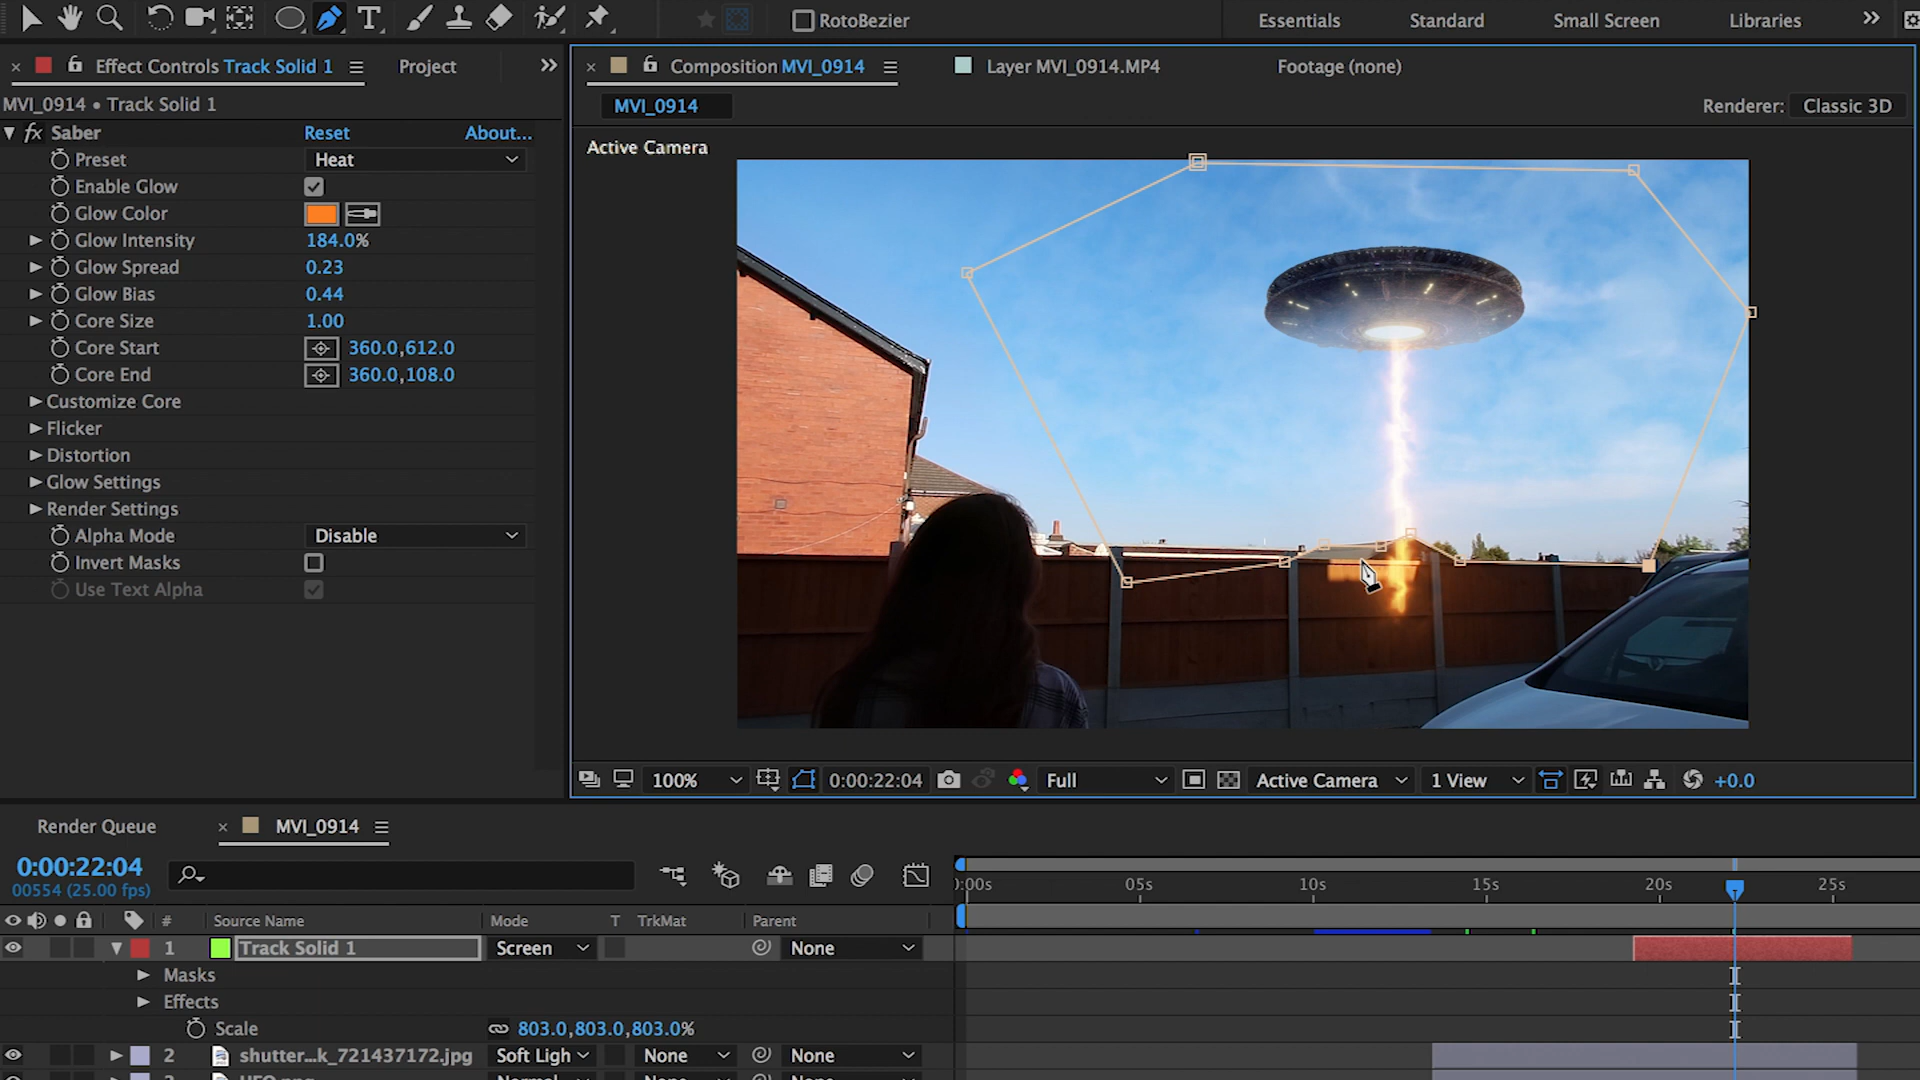 RotoBezier
Essentials Standard Small Screen Libraries
Effect Controls Track Solid 1 Project
Composition MVI_0914 Layer MVI_0914.MP4 Footage (none)
MVI_0914 • Track Solid 1
MVI_0914
Renderer: Classic 3D
fx Saber Reset About...
Active Camera
Preset Heat
Enable Glow
Glow Color
Glow Intensity 184.0%
Glow Spread 0.23
Glow Bias 0.44
Core Size 1.00
Core Start 360.0,612.0
Core End 360.0,108.0
Customize Core
Flicker
Distortion
Glow Settings
Render Settings
Alpha Mode Disable
Invert Masks
Use Text Alpha
100% 0:00:22:04 Full Active Camera 1 View +0.0
Render Queue MVI_0914
0:00:22:04
00554 (25.00 fps)
):00s 05s 10s 15s 20s 25s
# Source Name Mode T TrkMat Parent
1 Track Solid 1 Screen None
Masks
Effects
Scale 803.0,803.0,803.0%
2 shutter...k_721437172.jpg Soft Ligh None None